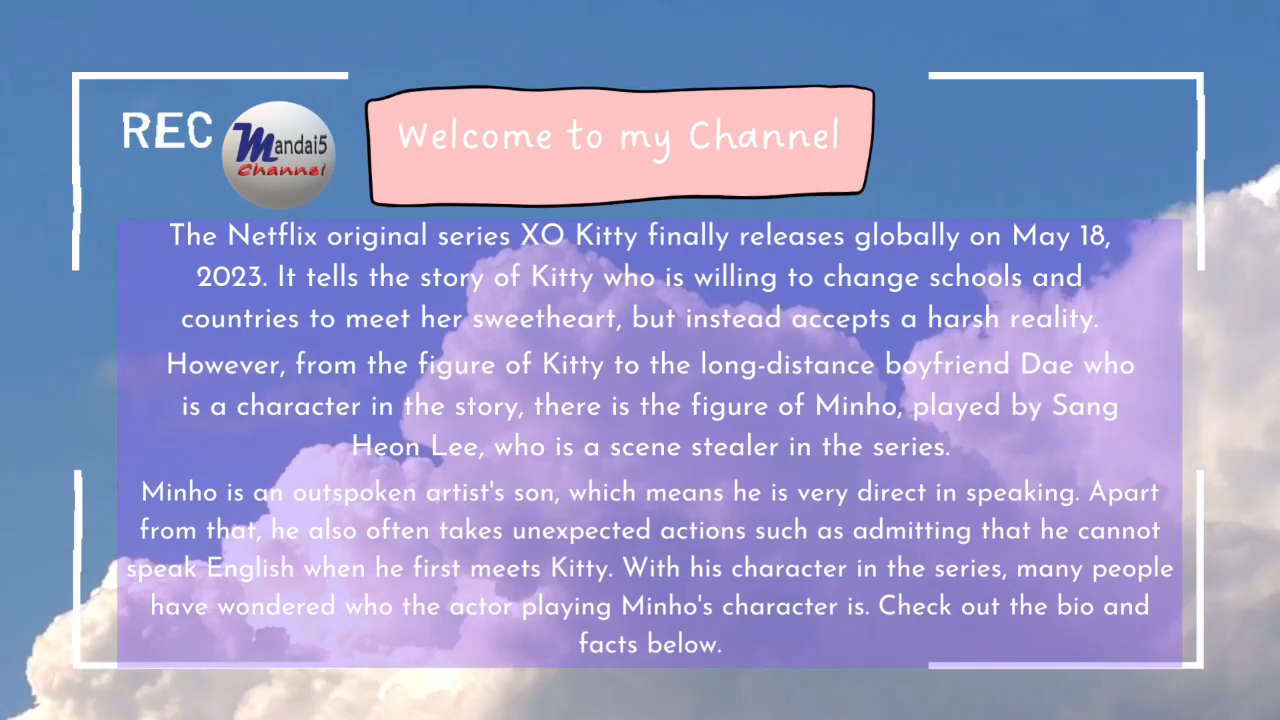 REC
Mandai5
Channel
Welcome to my Channel
The Netflix original series XO Kitty finally releases globally on May 18,
2023. It tells the story of Kitty who is willing to change schools and
countries to meet her sweetheart, but instead accepts a harsh reality.
However, from the figure of Kitty to the long-distance boyfriend Dae who
is a character in the story, there is the figure of Minho, played by Sang
Heon Lee, who is a scene stealer in the series.
Minho is an outspoken artist's son, which means he is very direct in speaking. Apart
from that, he also often takes unexpected actions such as admitting that he cannot
speak English when he first meets Kitty. With his character in the series, many people
have wondered who the actor playing Minho's character is. Check out the bio and
facts below.